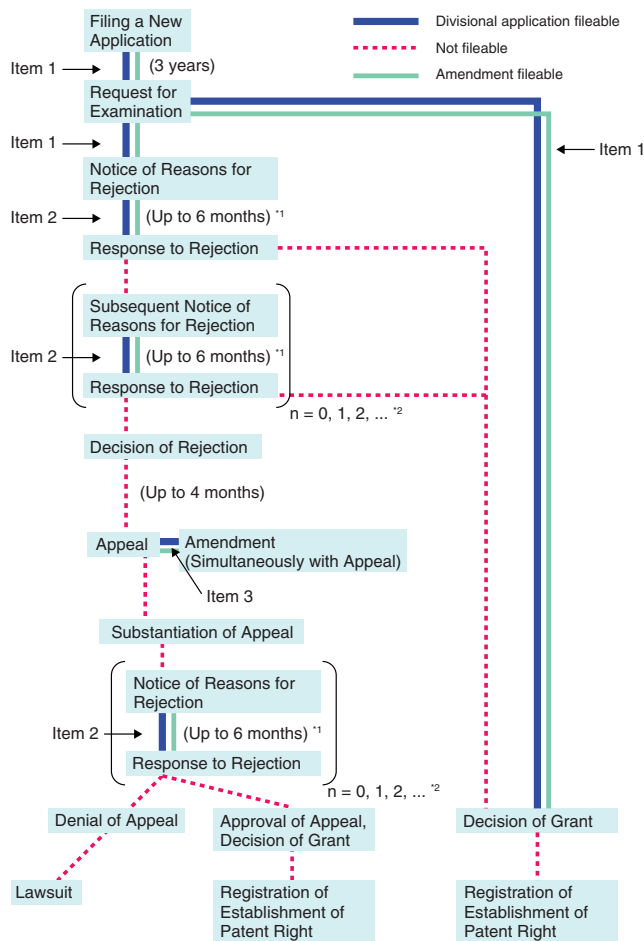 Filing a New
Application
Divisional application fileable
Not fileable
Amendment fileable
Item 1
(3 years)
Request for
Examination
Item 1
Item 1
Notice of Reasons for
Rejection
Item 2
(Up to 6 months) *1
Response to Rejection
Subsequent Notice of
Reasons for Rejection
Item 2
(Up to 6 months) *1
Response to Rejection
n = 0, 1, 2, ... *2
Decision of Rejection
(Up to 4 months)
Appeal
Amendment
(Simultaneously with Appeal)
Item 3
Substantiation of Appeal
Notice of Reasons for
Rejection
Item 2
(Up to 6 months) *1
Response to Rejection
n = 0, 1, 2, ... *2
Denial of Appeal
Approval of Appeal,
Decision of Grant
Decision of Grant
Lawsuit
Registration of
Establishment of
Patent Right
Registration of
Establishment of
Patent Right